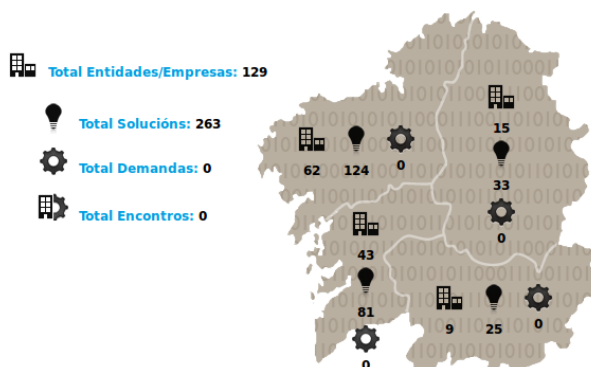 Total Entidades/Empresas: 129
Total Solucións: 263
Total Demandas: 0
Total Encontros: 0
15
33
0
62 124 0
43
81
0
9 25 0